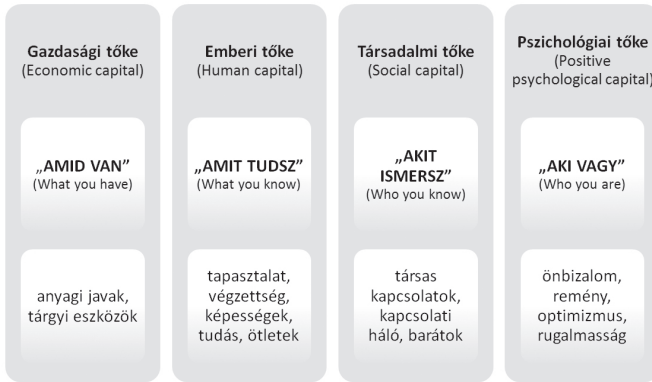 Gazdasági tőke
(Economic capital)
„AMID VAN”
(What you have)
anyagi javak,
tárgyi eszközök
Emberi tőke
(Human capital)
„AMIT TUDSZ”
(What you know)
tapasztalat,
végzettség,
képességek,
tudás, ötletek
Társadalmi tőke
(Social capital)
„AKIT
ISMERSZ”
(Who you know)
társas
kapcsolatok,
kapcsolati
háló, barátok
Pszichológiai tőke
(Positive
psychological capital)
„AKI VAGY”
(Who you are)
önbizalom,
remény,
optimizmus,
rugalmasság